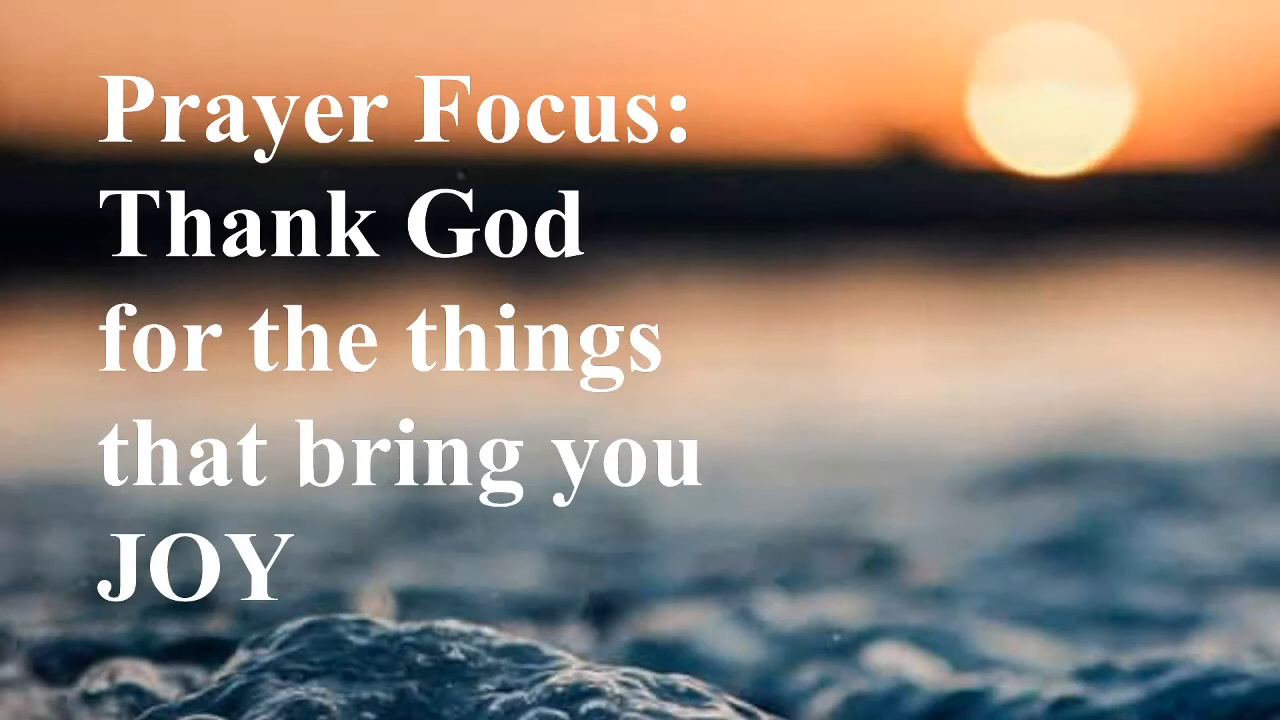 Prayer Focus:
Thank God
for the things
that bring you
JOY